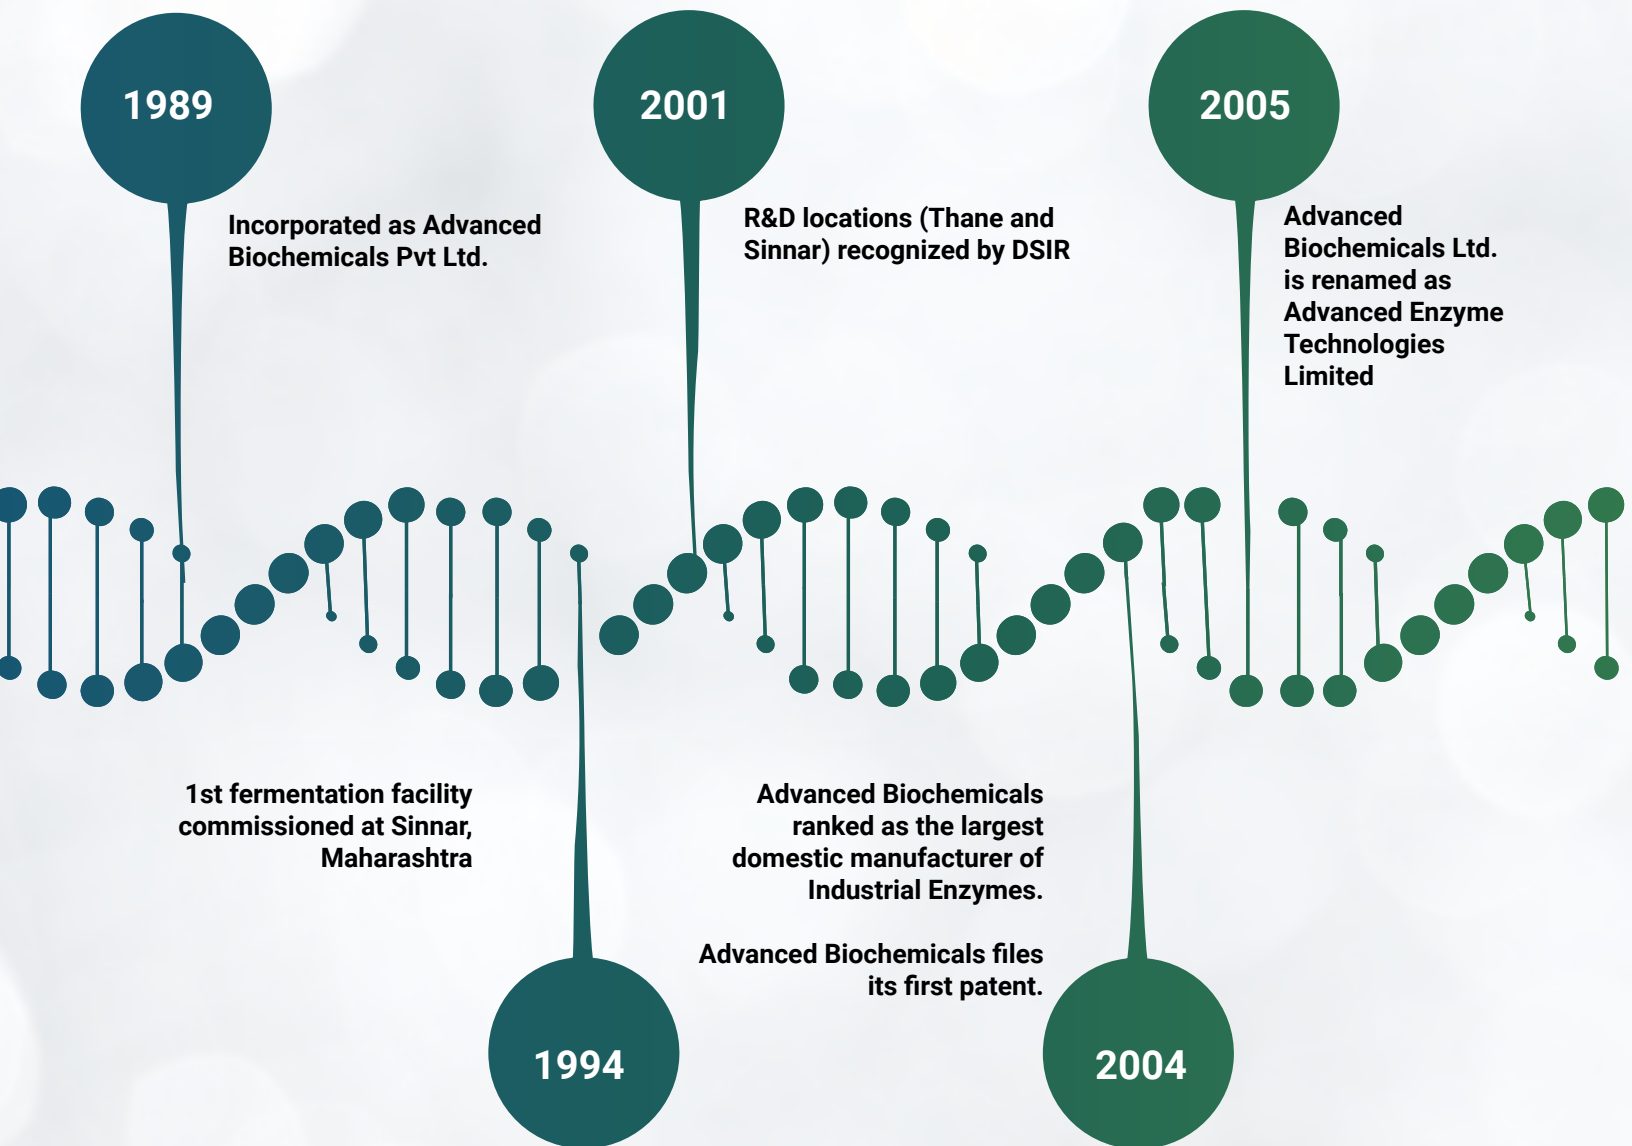 1989
Incorporated as Advanced
Biochemicals Pvt Ltd.
2001
R&D locations (Thane and
Sinnar) recognized by DSIR
2005
Advanced
Biochemicals Ltd.
is renamed as
Advanced Enzyme
Technologies
Limited
1st fermentation facility
commissioned at Sinnar,
Maharashtra
1994
Advanced Biochemicals
ranked as the largest
domestic manufacturer of
Industrial Enzymes.
Advanced Biochemicals files
its first patent.
2004